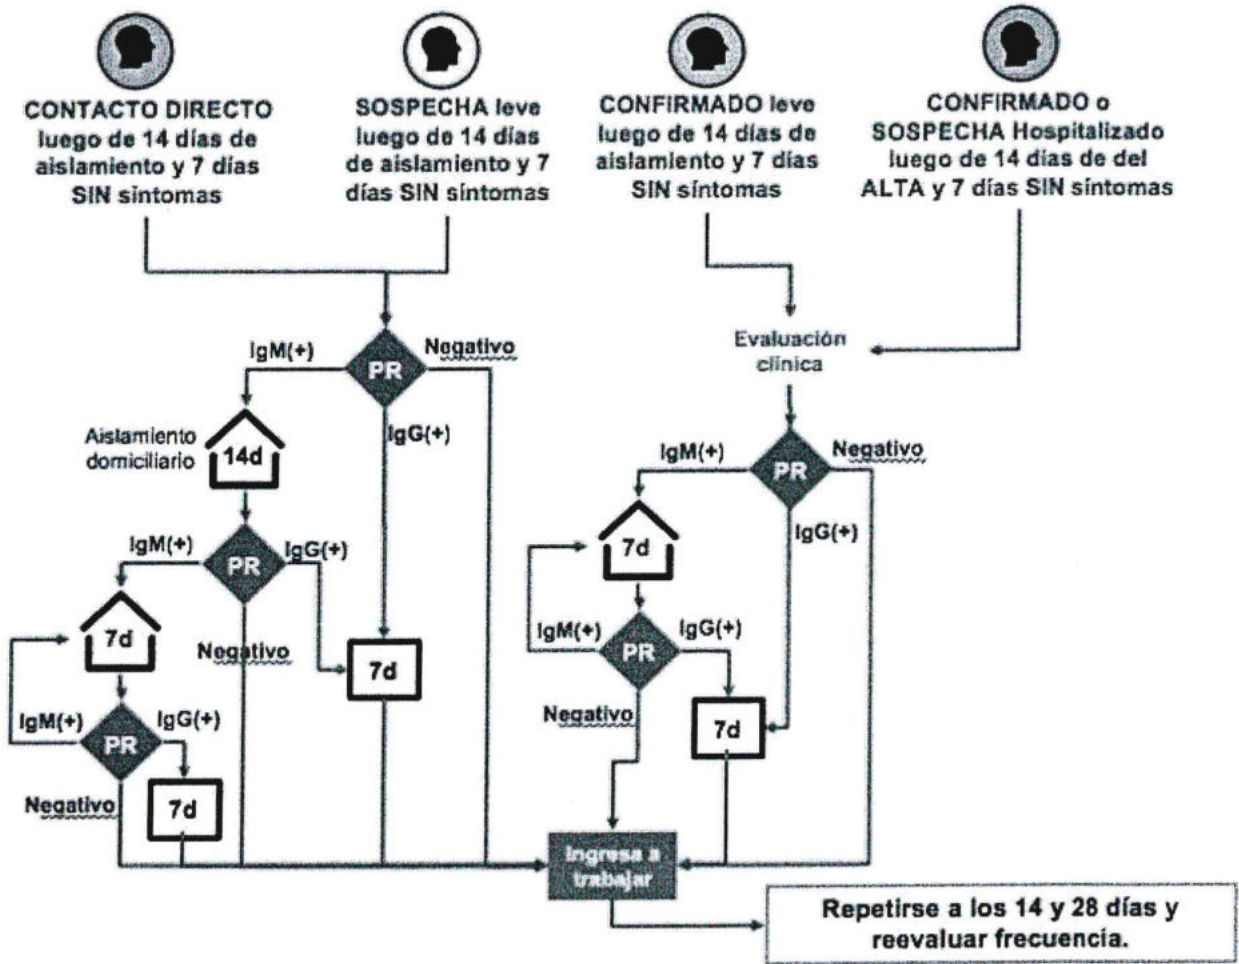 CONTACTO DIRECTO
luego de 14 días de
aislamiento y 7 días
SIN síntomas
SOSPECHA leve
luego de 14 días
de aislamiento y 7
días SIN síntomas
CONFIRMADO leve
luego de 14 días de
aislamiento y 7 días
SIN síntomas
CONFIRMADO o
SOSPECHA Hospitalizado
luego de 14 días de del
ALTA y 7 días SIN síntomas
IgM(+)
PR
Negativo
IgG(+)
Aislamiento
domiciliario
14d
IgM(+)
PR
IgG(+)
Negativo
7d
7d
IgM(+)
PR
IgG(+)
Negativo
7d
Evaluación
clínica
IgM(+)
PR
Negativo
IgG(+)
7d
IgM(+)
PR
IgG(+)
Negativo
7d
Ingresa a
trabajar
Repetirse a los 14 y 28 días y
reevaluar frecuencia.